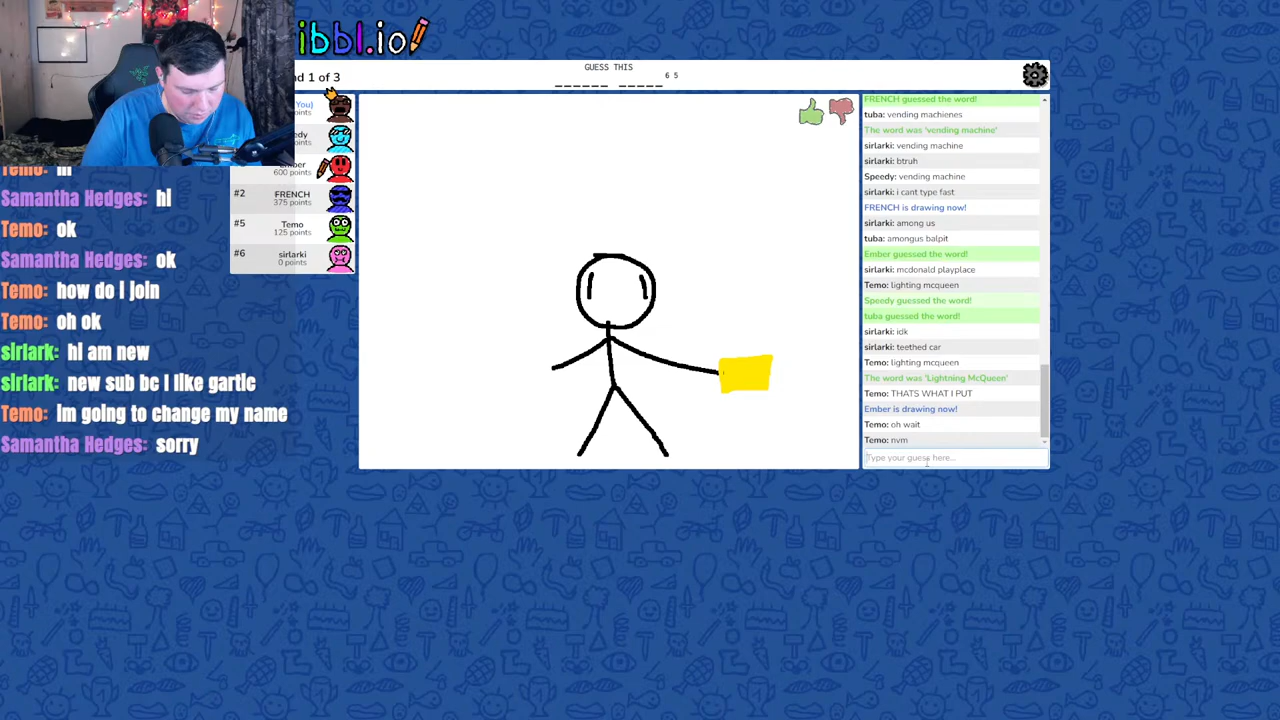 ibbl.io
nd 1 of 3
GUESS THIS
______ _____ 6 5
You)
points
edy
points
600 points
#2 FRENCH
375 points
#5 Temo
125 points
#6 sirlarki
0 points
Samantha Hedges: hi
Temo: ok
Samantha Hedges: ok
Temo: how do i join
Temo: oh ok
sirlark: hI am new
sirlark: new sub bc I like gartic
Temo: Im going to change my name
Samantha Hedges: sorry
FRENCH guessed the word!
tuba: vending machienes
The word was 'vending machine'
sirlarki: vending machine
sirlarki: btruh
Speedy: vending machine
sirlarki: i cant type fast
FRENCH is drawing now!
sirlarki: among us
tuba: amongus balpit
Ember guessed the word!
sirlarki: mcdonald playplace
Temo: lighting mcqueen
Speedy guessed the word!
tuba guessed the word!
sirlarki: idk
sirlarki: teethed car
Temo: lighting mcqueen
The word was 'Lightning McQueen'
Temo: THATS WHAT I PUT
Ember is drawing now!
Temo: oh wait
Temo: nvm
Type your guess here...